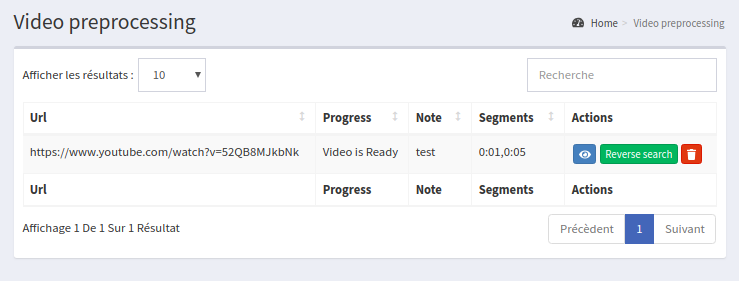 Video preprocessing
Home > Video preprocessing
Afficher les résultats : 10
Recherche
Url Progress Note Segments Actions
https://www.youtube.com/watch?v=52QB8MJkbNk Video is Ready test 0:01,0:05 Reverse search
Url Progress Note Segments Actions
Affichage 1 De 1 Sur 1 Résultat
Précèdent 1 Suivant